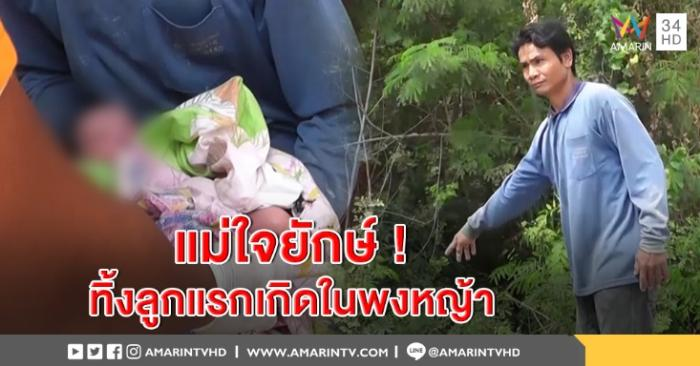 AMARIN
34
HD
แม่ใจยักษ์ !
ทิ้งลูกแรกเกิดในพงหญ้า
AMARINTVHD | WWW.AMARINTV.COM | LINE @AMARINTVHD